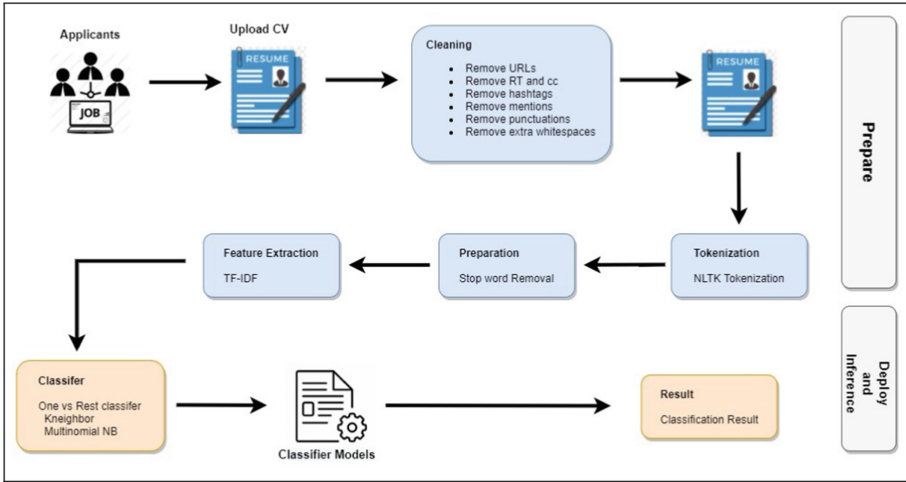 Applicants
JOB
Upload CV
RESUME
Cleaning
• Remove URLs
• Remove RT and cc
• Remove hashtags
• Remove mentions
• Remove punctuations
• Remove extra whitespaces
RESUME
Prepare
Feature Extraction
TF-IDF
Preparation
Stop word Removal
Tokenization
NLTK Tokenization
Classifer
One vs Rest classifer
Kneighbor
Multinomial NB
Classifier Models
Result
Classification Result
Deploy
and
Inference